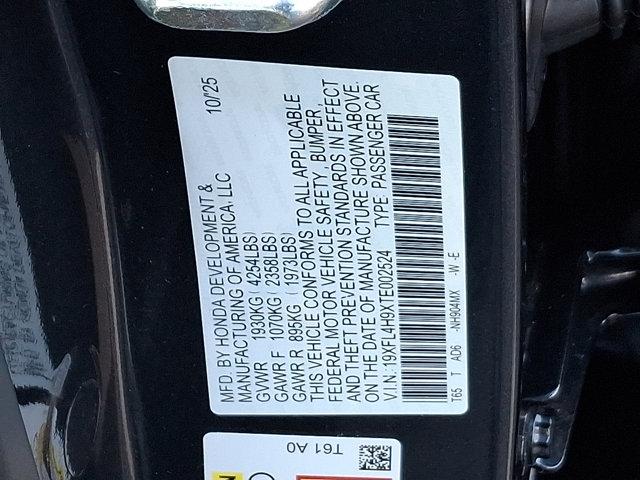 MFD. BY HONDA DEVELOPMENT & 10/25
MANUFACTURING OF AMERICA. LLC
GVWR 1930KG ( 4254LBS)
GAWR F 1070KG ( 2358LBS)
GAWR R 895KG ( 1973LBS)
THIS VEHICLE CONFORMS TO ALL APPLICABLE
FEDERAL MOTOR VEHICLE SAFETY, BUMPER,
AND THEFT PREVENTION STANDARDS IN EFFECT
ON THE DATE OF MANUFACTURE SHOWN ABOVE.
V.I.N: 19XFL4H9XTE002524 TYPE PASSENGER CAR
T65 T AD6 -NH904MX -W -E
T61 A0